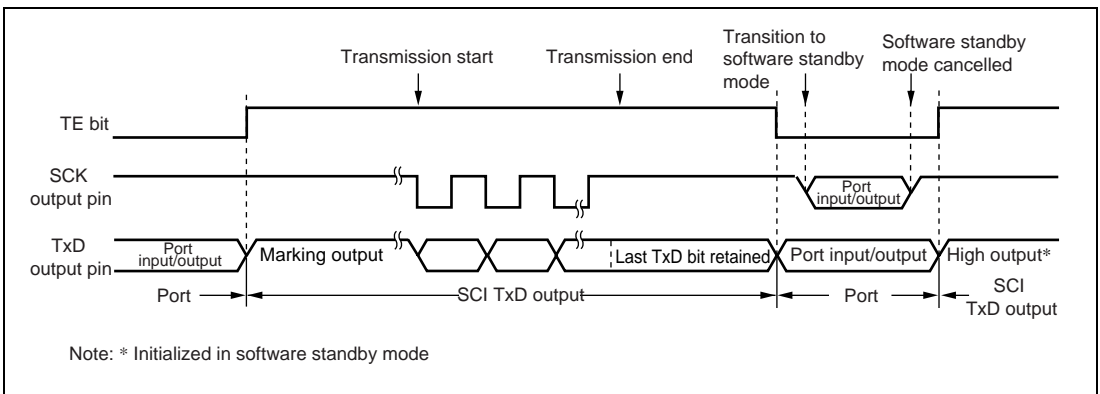 Transmission start
Transmission end
Transition to
software standby
mode
Software standby
mode cancelled
TE bit
SCK
output pin
Port
input/output
TxD
output pin
Port
input/output
Marking output
Last TxD bit retained
Port input/output
High output*
Port
SCI TxD output
Port
SCI
TxD output
Note: * Initialized in software standby mode